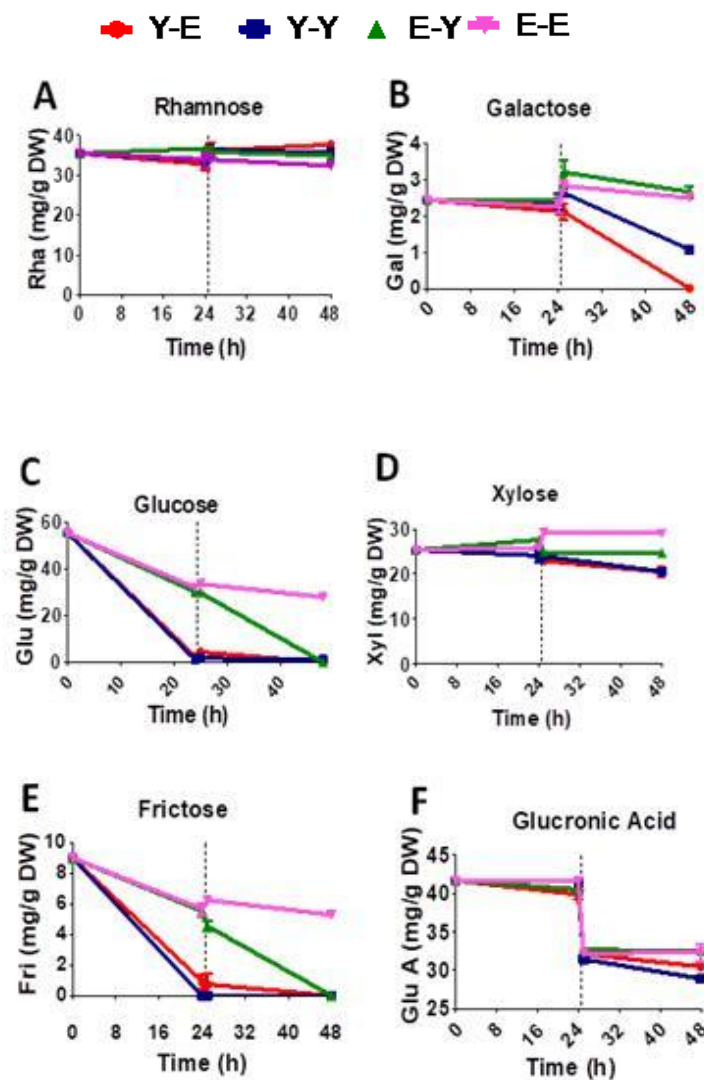 Y-E Y-Y E-Y E-E
A Rhamnose
Rha (mg/g DW)
40
30
20
10
0
0 8 16 24 32 40 48
Time (h)
B Galactose
Gal (mg/g DW)
4
3
2
1
0
0 8 16 24 32 40 48
Time (h)
C Glucose
Glu (mg/g DW)
60
40
20
0
0 10 20 30 40
Time (h)
D Xylose
Xyl (mg/g DW)
30
20
10
0
0 8 16 24 32 40 48
Time (h)
E Frictose
Fri (mg/g DW)
10
8
6
4
2
0
0 8 16 24 32 40 48
Time (h)
F Glucronic Acid
Glu A (mg/g DW)
45
40
35
30
25
0 8 16 24 32 40 48
Time (h)